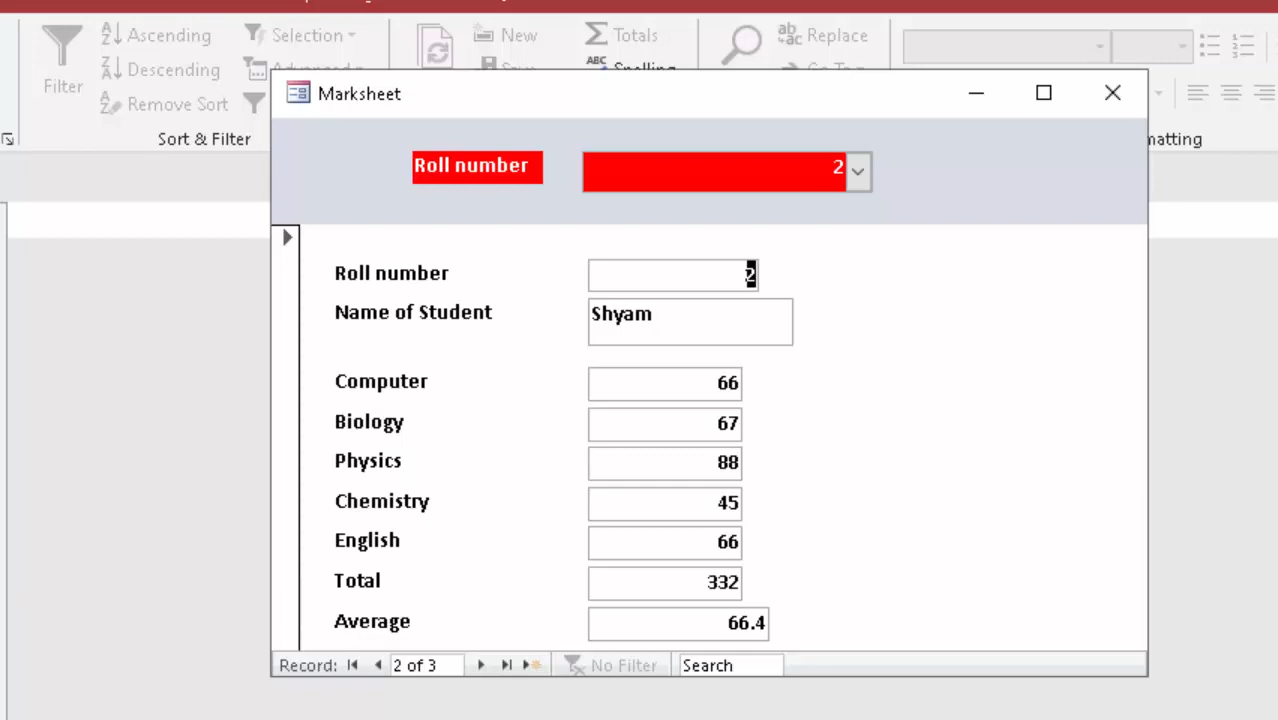 Ascending Selection New Totals Replace
Descending
Filter Remove Sort
Sort & Filter
Marksheet
Roll number 2
Roll number 2
Name of Student Shyam
Computer 66
Biology 67
Physics 88
Chemistry 45
English 66
Total 332
Average 66.4
Record: 2 of 3 No Filter Search